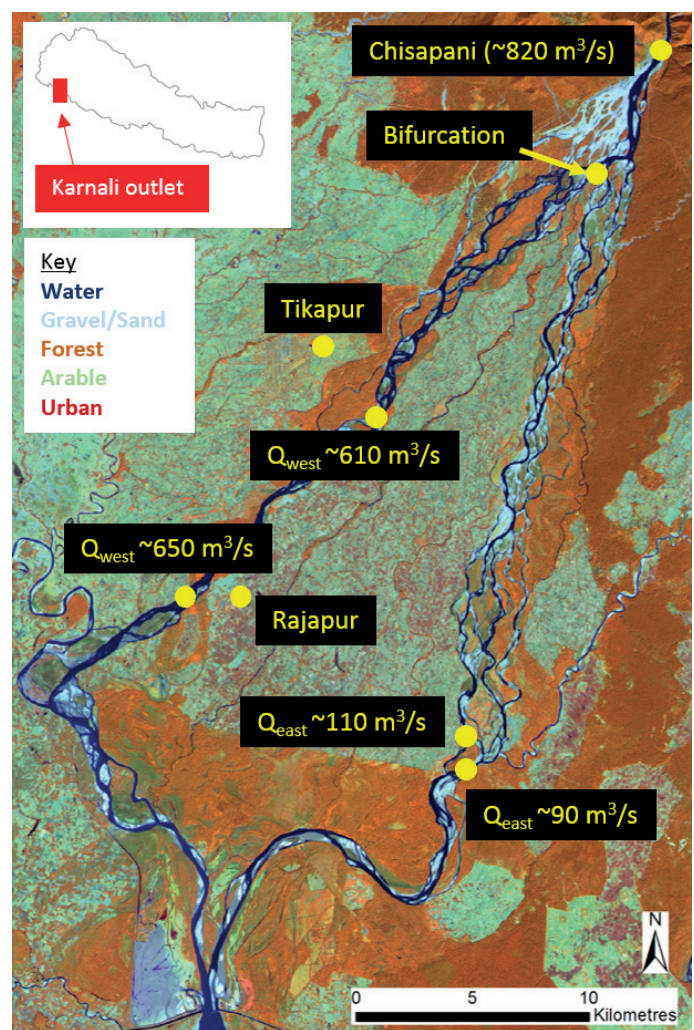 Chisapani (~820 m³/s)
Bifurcation
Karnali outlet
Key
Water
Gravel/Sand
Forest
Arable
Urban
Tikapur
Q_west ~610 m³/s
Q_west ~650 m³/s
Rajapur
Q_east ~110 m³/s
Q_east ~90 m³/s
N
0 5 10
Kilometres